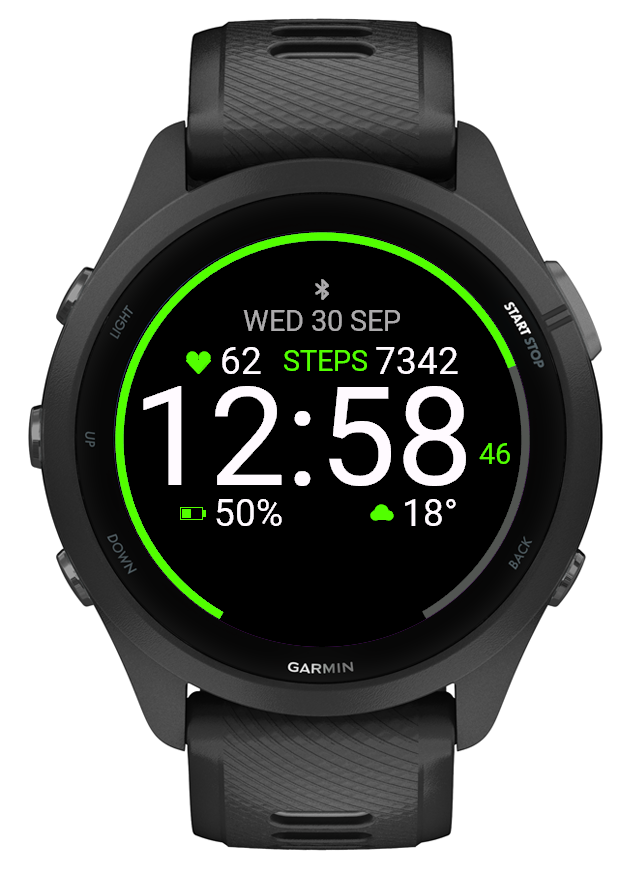 WED 30 SEP
62 STEPS 7342
12:58 46
50% 18°
LIGHT
START STOP
UP
DOWN
BACK
GARMIN